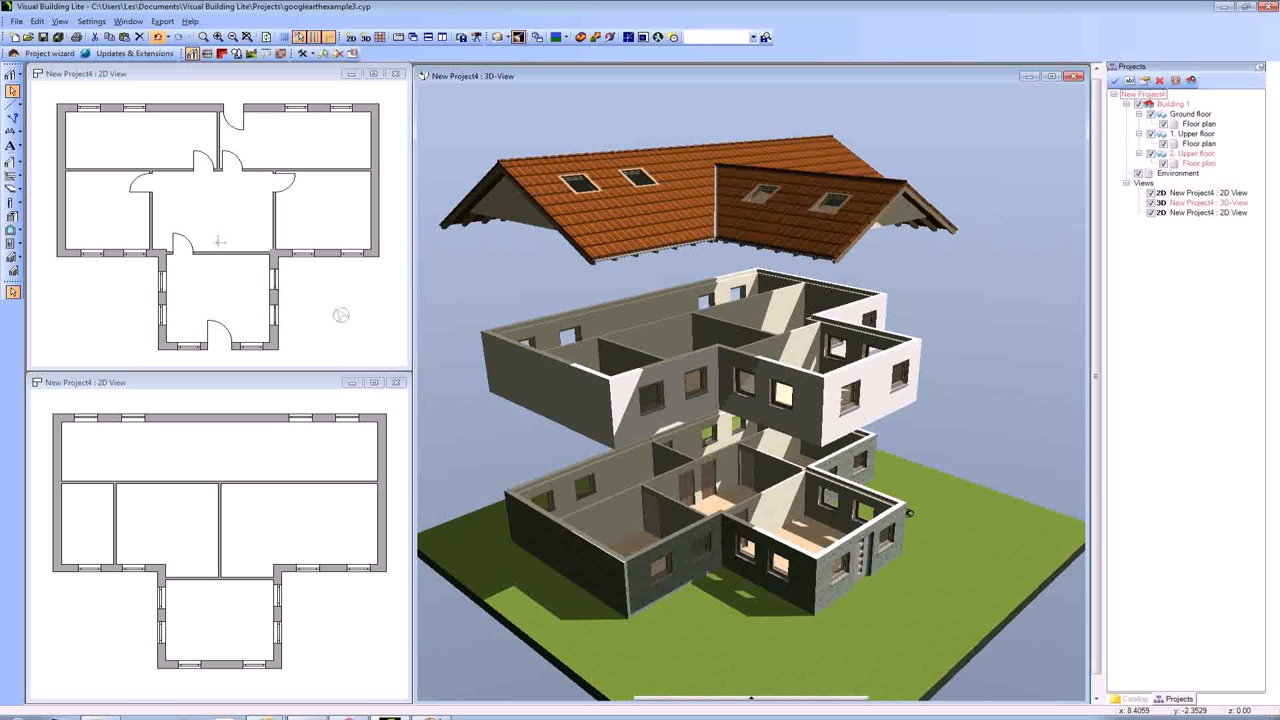 Visual Building Lite - C:\Users\Les\Documents\Visual Building Lite\Projects\googlearthexample3.cyp
File Edit View Settings Window Export Help
2D 3D
Project wizard Updates & Extensions
New Project4 : 2D View
New Project4 : 3D-View
New Project4 : 2D View
Projects
New Project4
Building 1
Ground floor
Floor plan
1. Upper floor
Floor plan
2. Upper floor
Floor plan
Environment
Views
2D New Project4 : 2D View
3D New Project4 : 3D-View
2D New Project4 : 2D View
Catalog Projects
x: 8.4059 y: -2.3529 z: 0.00